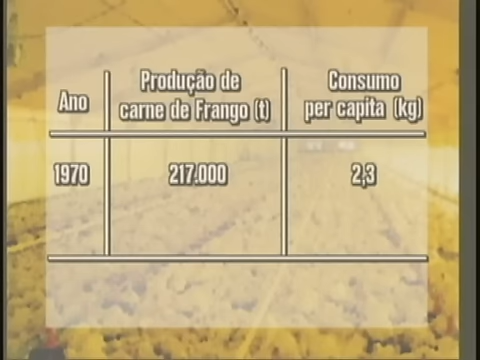 Ano
Produção de
carne de Frango (t)
Consumo
per capita (kg)
1970
217.000
2,3